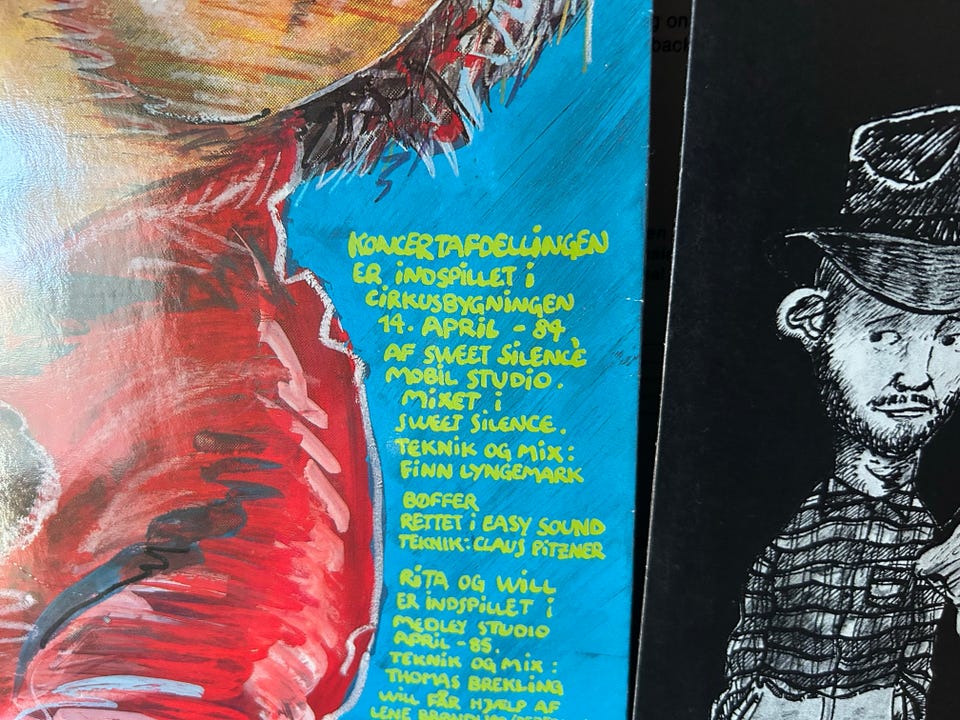 KONCERTAFDELLINGEN
ER INDSPILLET I
CIRKUSBYGNINGEN
14. APRIL - 84
AF SWEET SILENCE
MOBIL STUDIO.
MIXET I
SWEET SILENCE.
TEKNIK OG MIX:
FINN LYNGEMARK
BØFFER
RETTET I EASY SOUND
TEKNIK: CLAUS PITZNER
RITA OG WILL
ER INDSPILLET I
MEDLEY STUDIO
APRIL - 85.
TEKNIK OG MIX:
THOMAS BREKLING
WILL FÅR HJÆLP AF
LENE